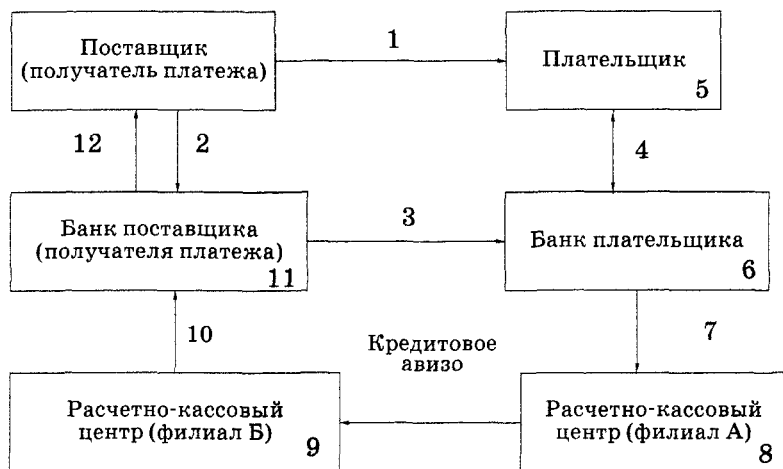 Поставщик
(получатель платежа)
1
Плательщик
5
12
2
4
Банк поставщика
(получателя платежа)
11
3
Банк плательщика
6
10
Кредитовое
авизо
7
Расчетно-кассовый
центр (филиал Б)
9
Расчетно-кассовый
центр (филиал А)
8